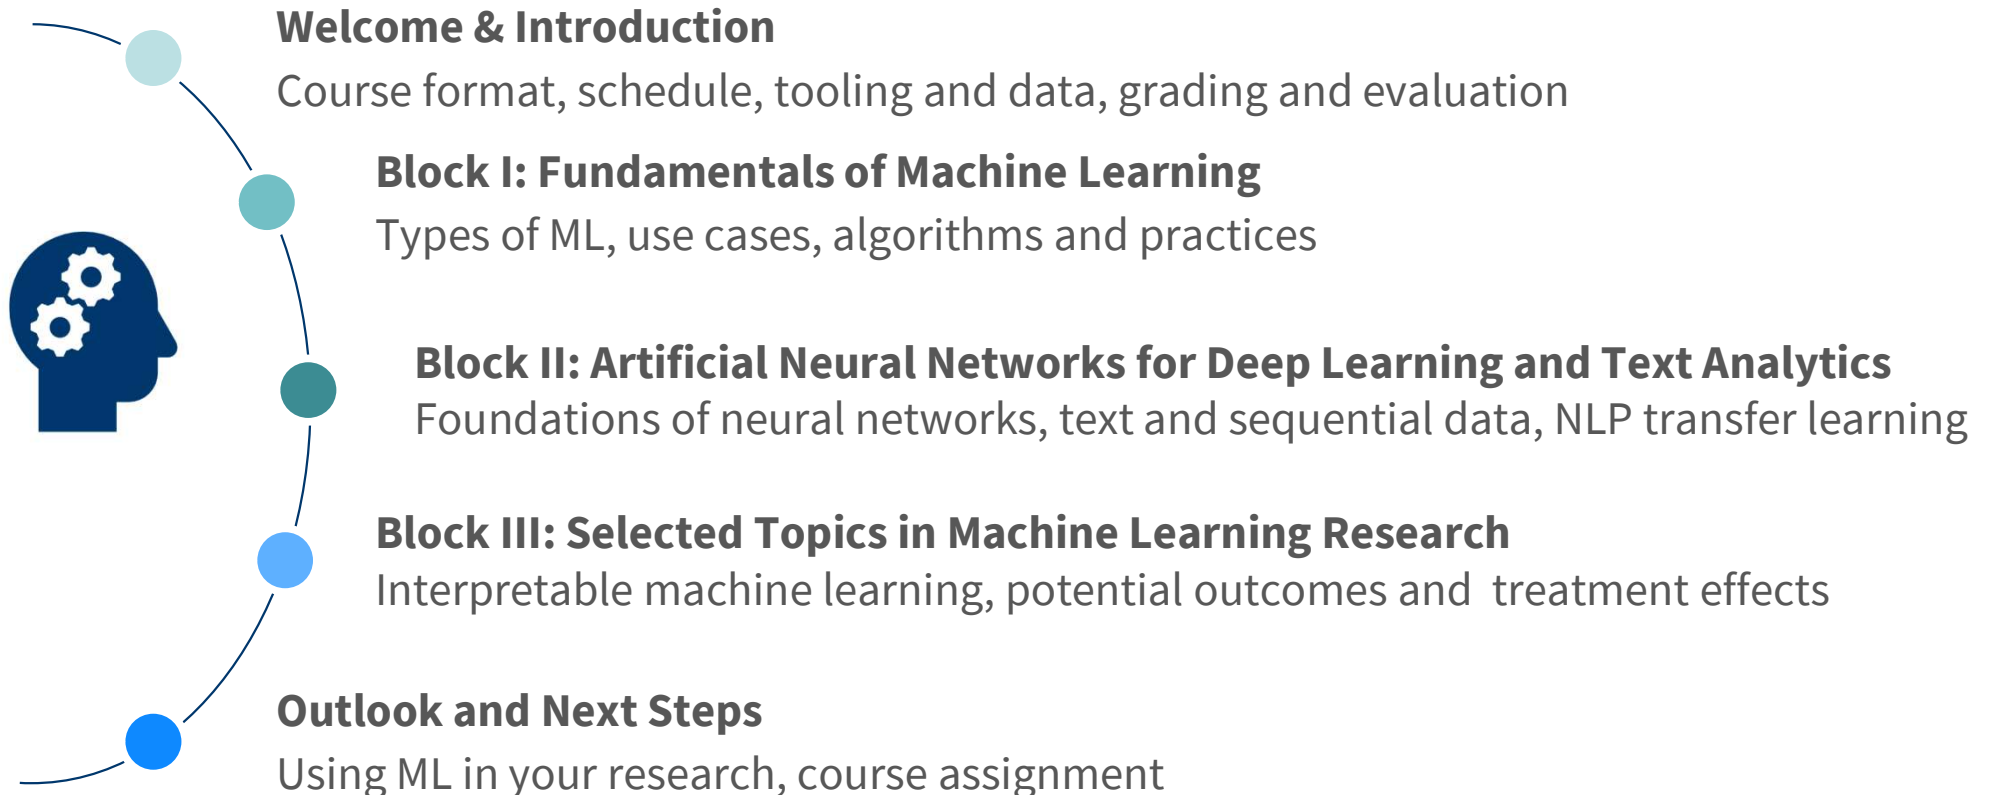 Welcome & Introduction
Course format, schedule, tooling and data, grading and evaluation
Block I: Fundamentals of Machine Learning
Types of ML, use cases, algorithms and practices
Block II: Artificial Neural Networks for Deep Learning and Text Analytics
Foundations of neural networks, text and sequential data, NLP transfer learning
Block III: Selected Topics in Machine Learning Research
Interpretable machine learning, potential outcomes and  treatment effects
Outlook and Next Steps
Using ML in your research, course assignment